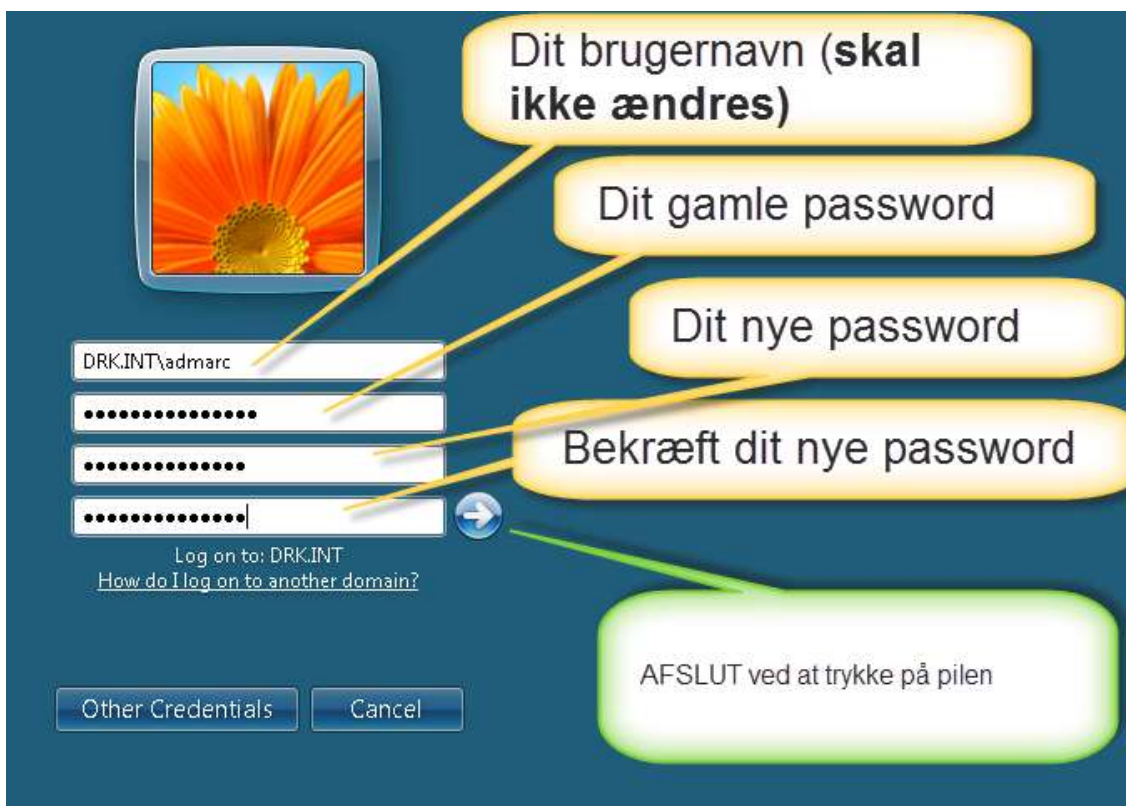 Dit brugernavn (skal
ikke ændres)
Dit gamle password
Dit nye password
DRK.INT\admarc
Bekræft dit nye password
Log on to: DRK.INT
How do I log on to another domain?
AFSLUT ved at trykke på pilen
Other Credentials
Cancel